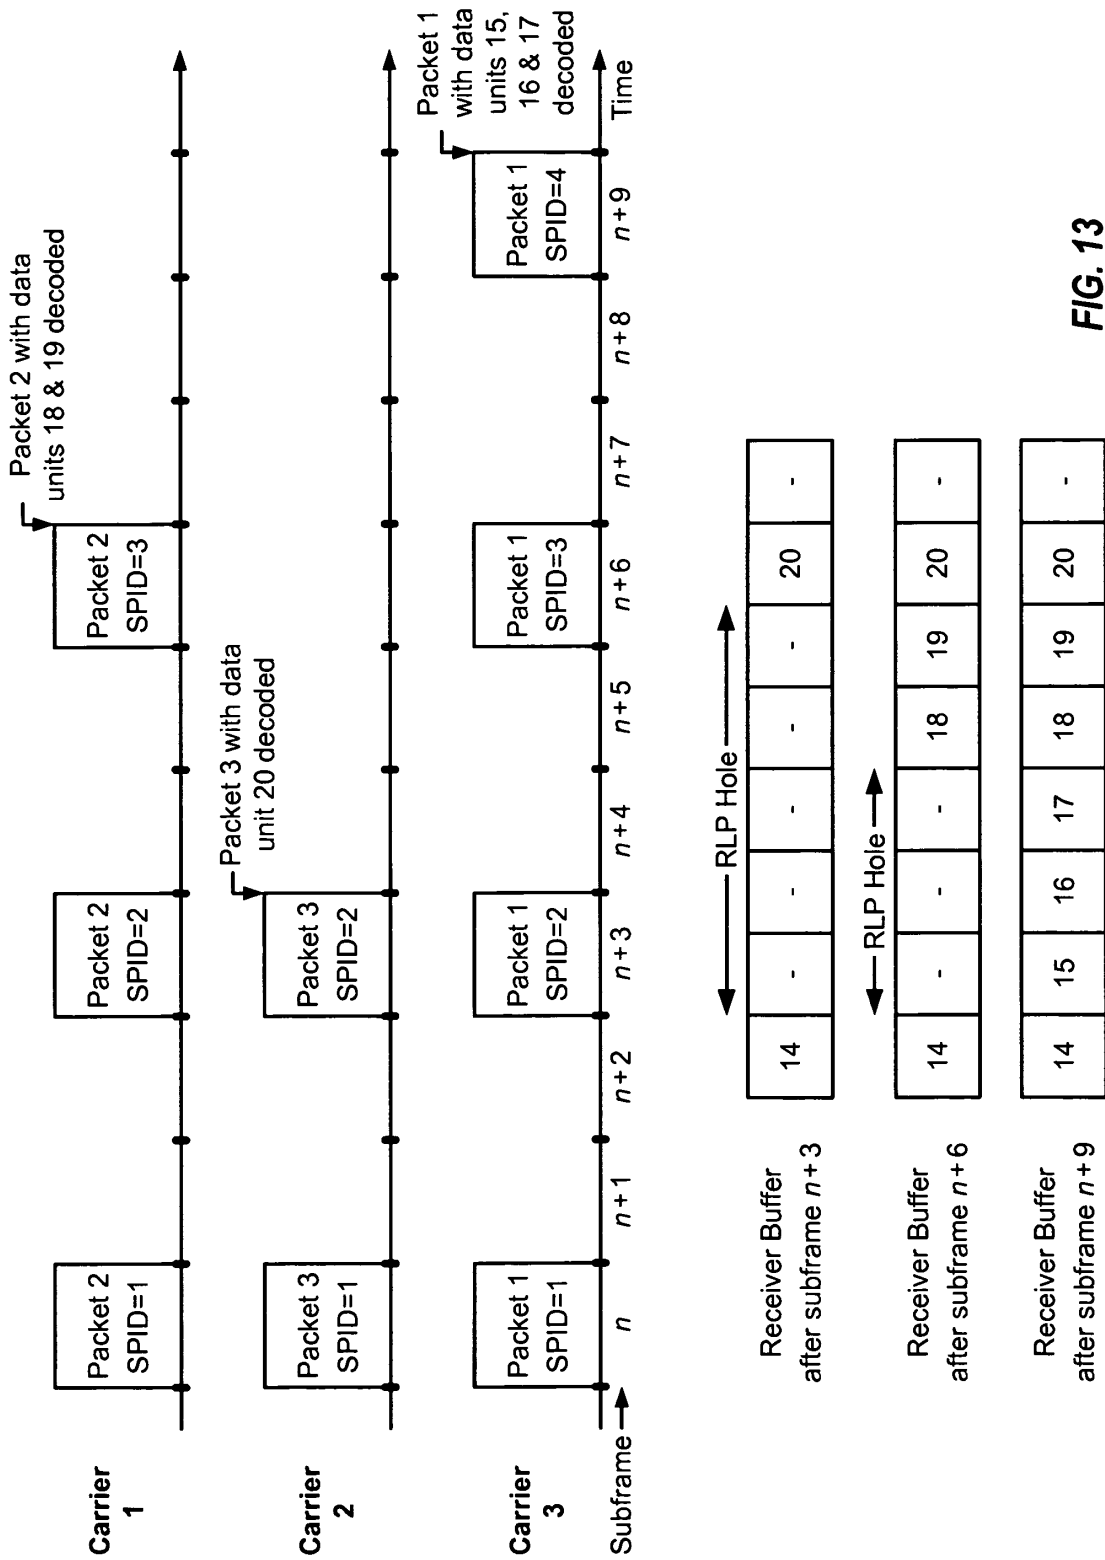 Packet 2 with data
units 18 & 19 decoded
Carrier
1
Packet 2
SPID=1
Packet 2
SPID=2
Packet 2
SPID=3
Packet 3 with data
unit 20 decoded
Carrier
2
Packet 3
SPID=1
Packet 3
SPID=2
Packet 1
with data
units 15,
16 & 17
decoded
Carrier
3
Packet 1
SPID=1
Packet 1
SPID=2
Packet 1
SPID=3
Packet 1
SPID=4
Subframe n n+1 n+2 n+3 n+4 n+5 n+6 n+7 n+8 n+9 Time
RLP Hole
Receiver Buffer
after subframe n+3
14 - - - - - 20 -
RLP Hole
Receiver Buffer
after subframe n+6
14 - - - 18 19 20 -
Receiver Buffer
after subframe n+9
14 15 16 17 18 19 20 -
FIG. 13